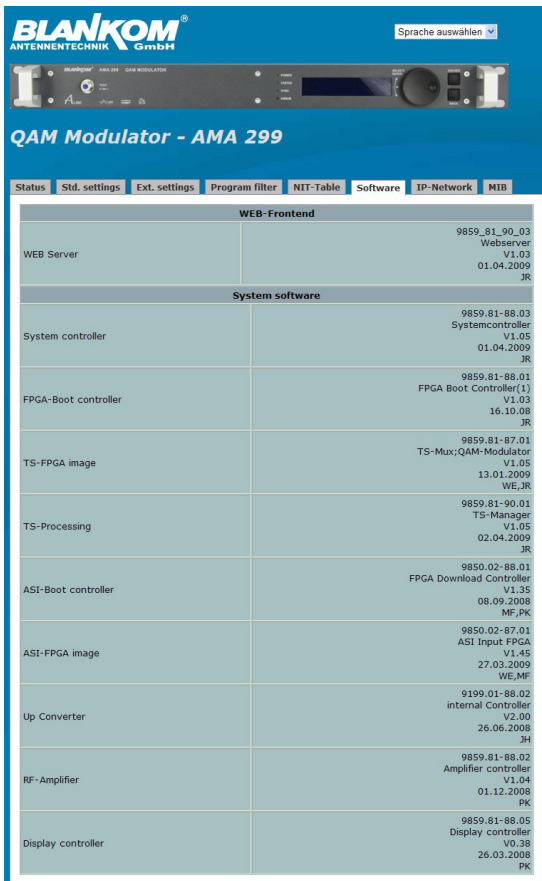 BLANKOM®
ANTENNENTECHNIK GmbH
Sprache auswählen
BLANKOM AMA 299 QAM MODULATOR
QAM Modulator - AMA 299
Status Std. settings Ext. settings Program filter NIT-Table Software IP-Network MIB
WEB-Frontend
WEB Server
9859_81_90_03
Webserver
V1.03
01.04.2009
JR
System software
System controller
9859.81-88.03
Systemcontroller
V1.05
01.04.2009
JR
FPGA-Boot controller
9859.81-88.01
FPGA Boot Controller(1)
V1.03
16.10.08
JR
TS-FPGA image
9859.81-87.01
TS-Mux;QAM-Modulator
V1.05
13.01.2009
WE,JR
TS-Processing
9859.81-90.01
TS-Manager
V1.05
02.04.2009
JR
ASI-Boot controller
9850.02-88.01
FPGA Download Controller
V1.35
08.09.2008
MF,PK
ASI-FPGA image
9850.02-87.01
ASI Input FPGA
V1.45
27.03.2009
WE,MF
Up Converter
9199.01-88.02
internal Controller
V2.00
26.06.2008
JH
RF-Amplifier
9859.81-88.02
Amplifier controller
V1.04
01.12.2008
PK
Display controller
9859.81-88.05
Display controller
V0.38
26.03.2008
PK